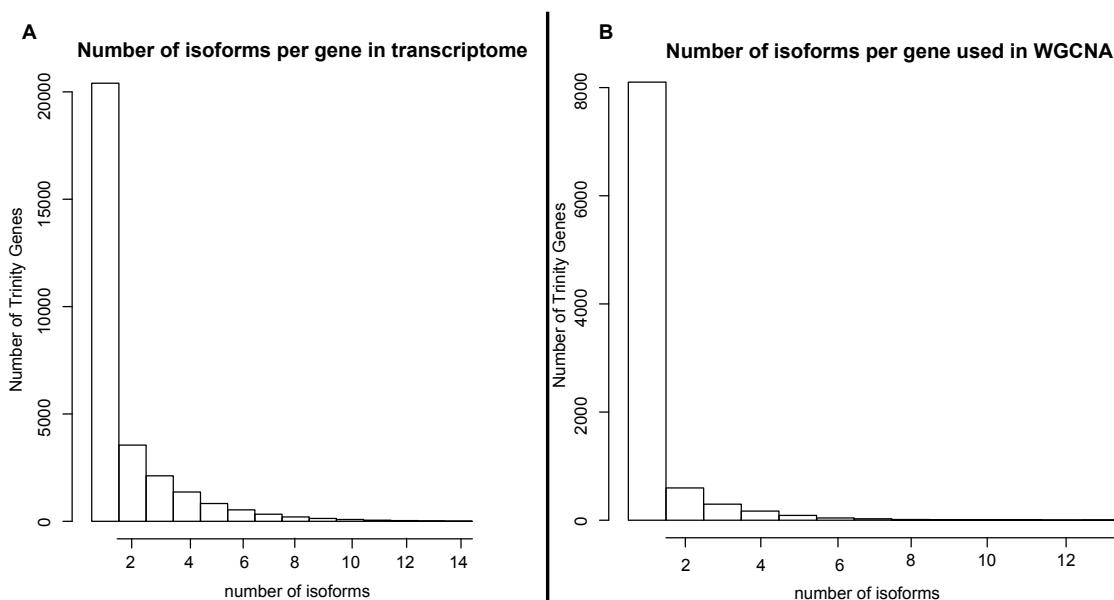 A
Number of isoforms per gene in transcriptome
Number of Trinity Genes
20000
15000
10000
5000
0
2 4 6 8 10 12 14
number of isoforms
B
Number of isoforms per gene used in WGCNA
Number of Trinity Genes
8000
6000
4000
2000
0
2 4 6 8 10 12
number of isoforms